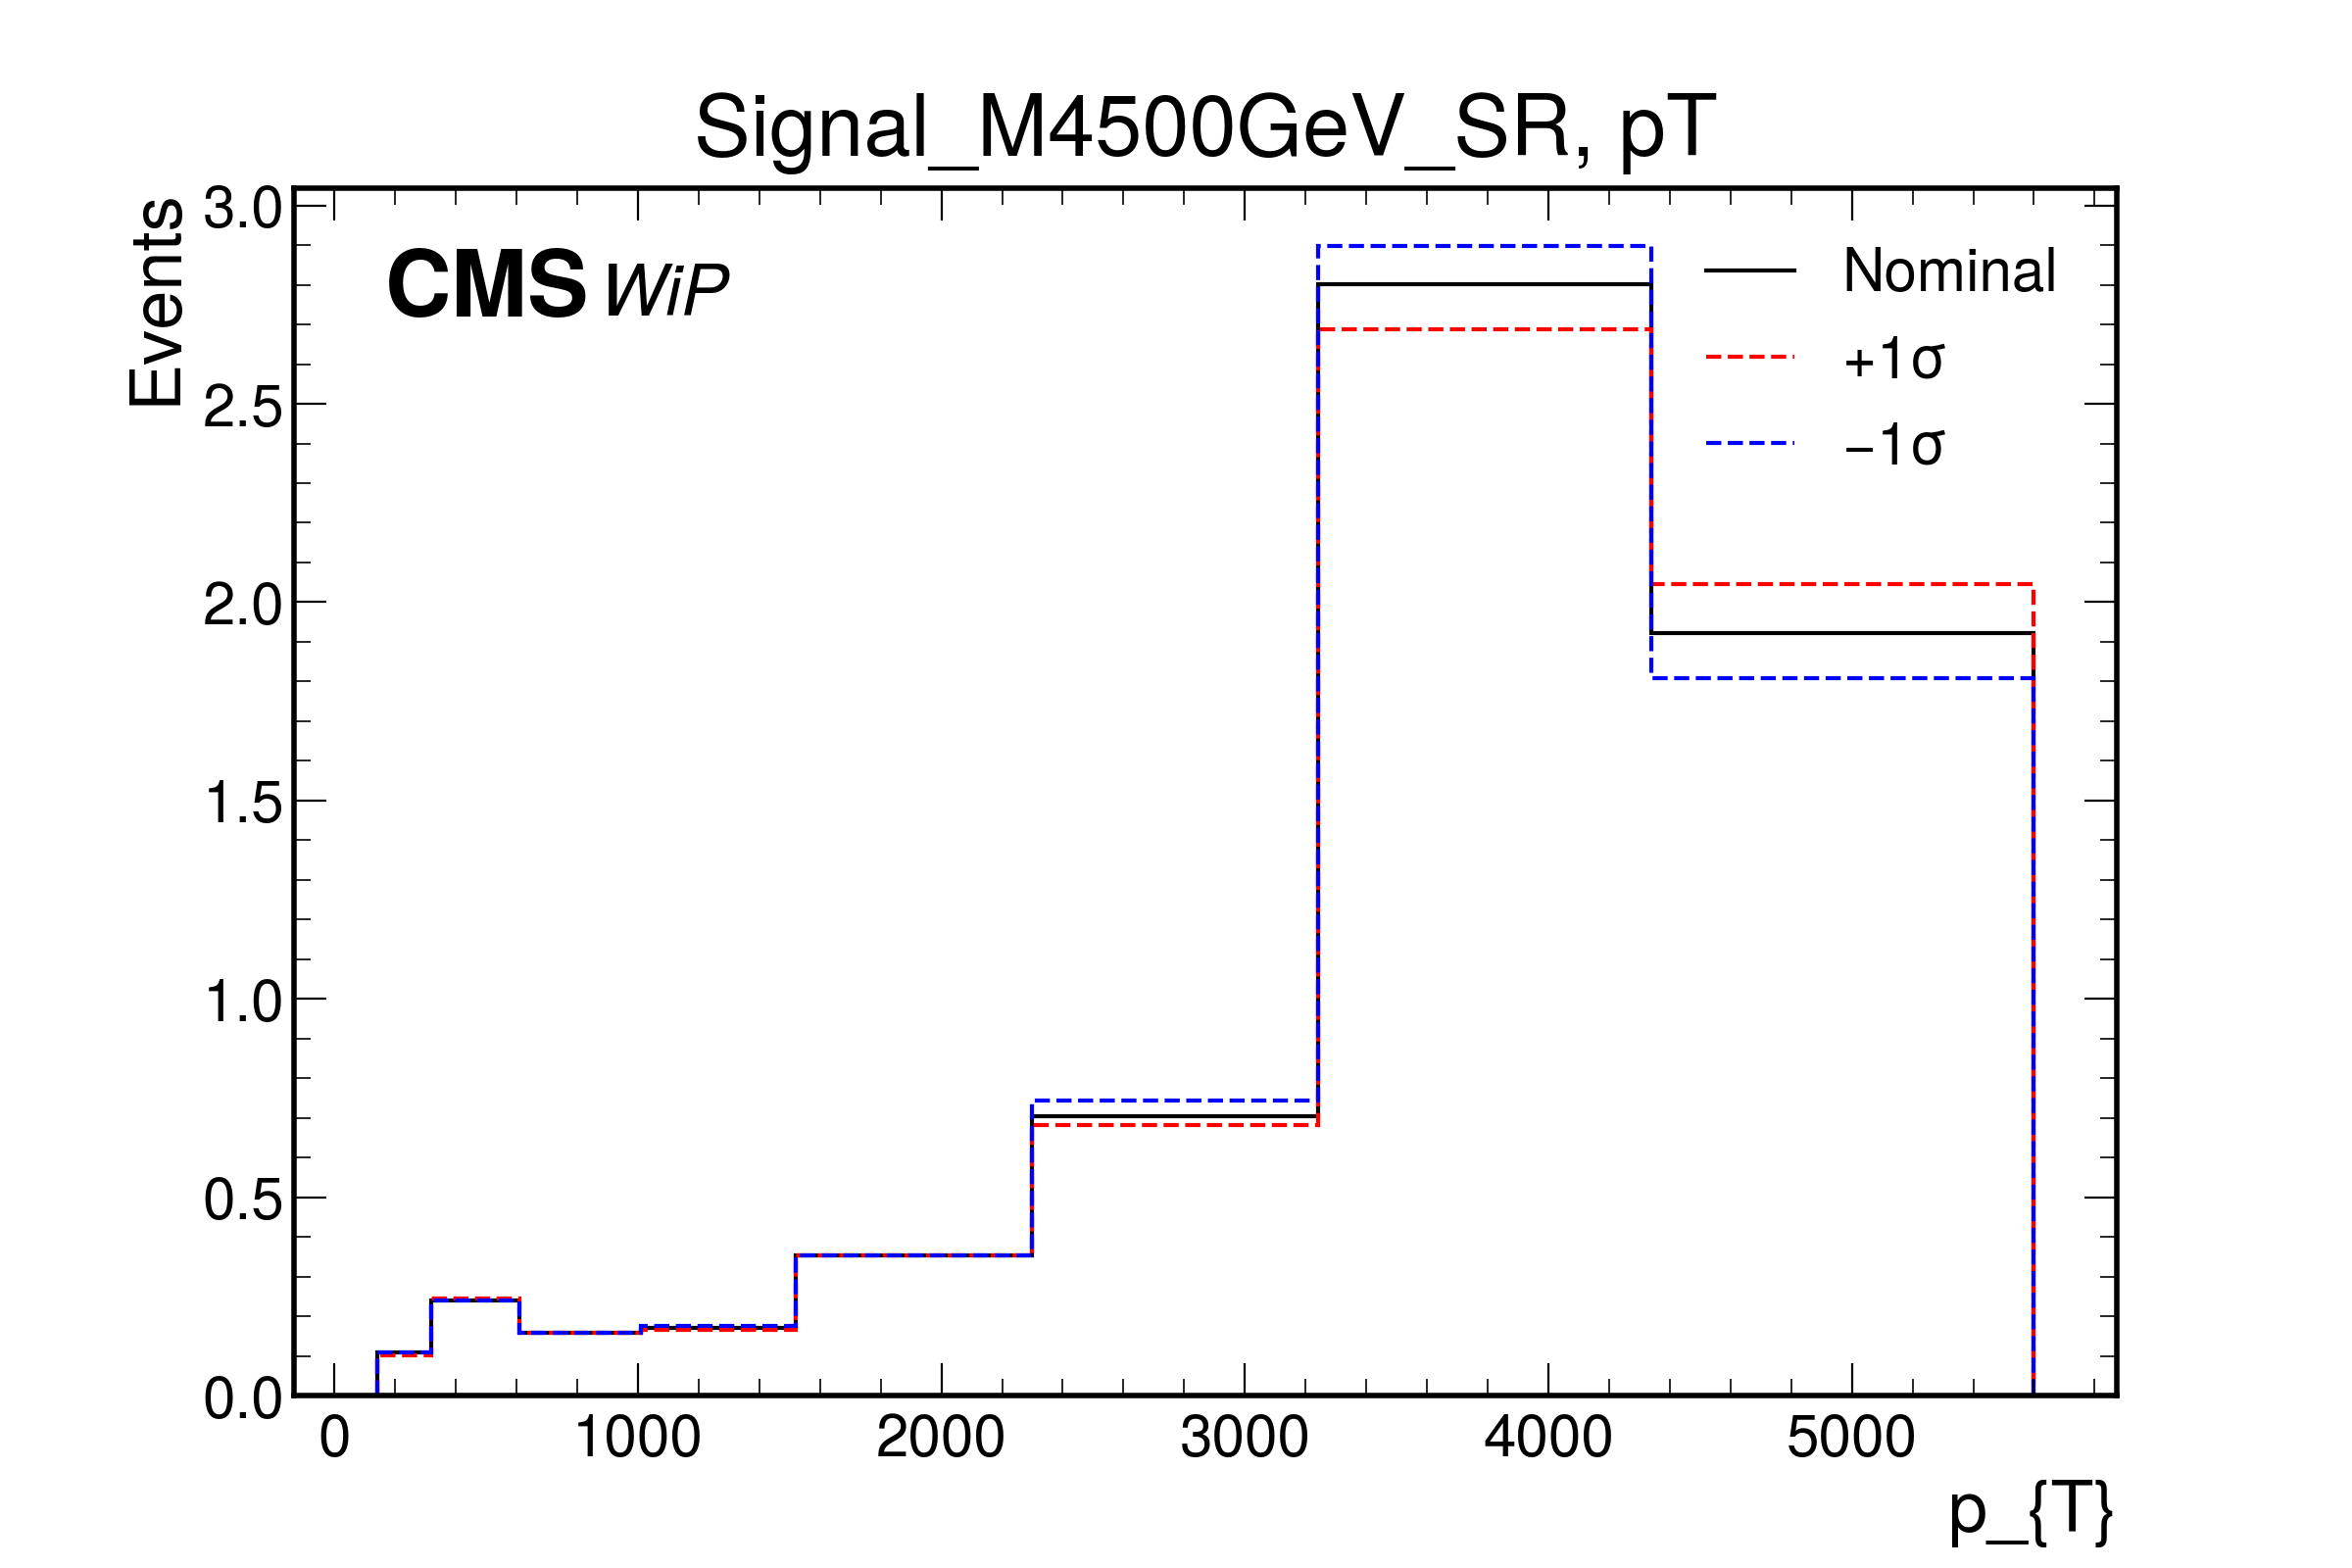 Signal_M4500GeV_SR, pT
Events
CMS WiP
Nominal
+1σ
−1σ
3.0
2.5
2.0
1.5
1.0
0.5
0.0
0 1000 2000 3000 4000 5000
p_{T}